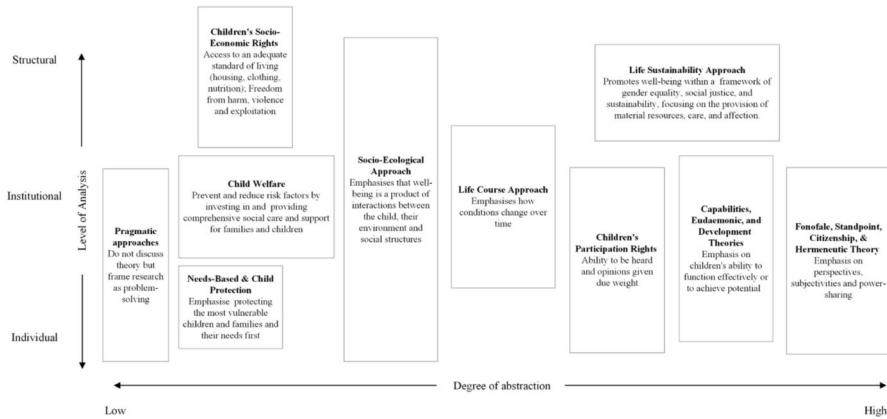 Structural
Institutional
Individual
Level of Analysis
Pragmatic
approaches
Do not discuss
theory but
frame research
as problem-
solving
Children's Socio-
Economic Rights
Access to an adequate
standard of living
(housing, clothing,
nutrition); Freedom
from harm, violence
and exploitation
Child Welfare
Prevent and reduce risk factors by
investing in and providing
comprehensive social care and support
for families and children
Needs-Based & Child
Protection
Emphasise protecting
the most vulnerable
children and families and
their needs first
Socio-Ecological
Approach
Emphasises that well-
being is a product of
interactions between
the child, their
environment and
social structures
Life Course Approach
Emphasises how
conditions change over
time
Life Sustainability Approach
Promotes well-being within a framework of
gender equality, social justice, and
sustainability, focusing on the provision of
material resources, care, and affection.
Children's
Participation Rights
Ability to be heard
and opinions given
due weight
Capabilities,
Eudaemonic, and
Development Theories
Emphasis on
children's ability to
function effectively or
to achieve potential
Fonofale, Standpoint,
Citizenship, &
Hermeneutic Theory
Emphasis on
perspectives,
subjectivities and power-
sharing
Degree of abstraction
Low
High